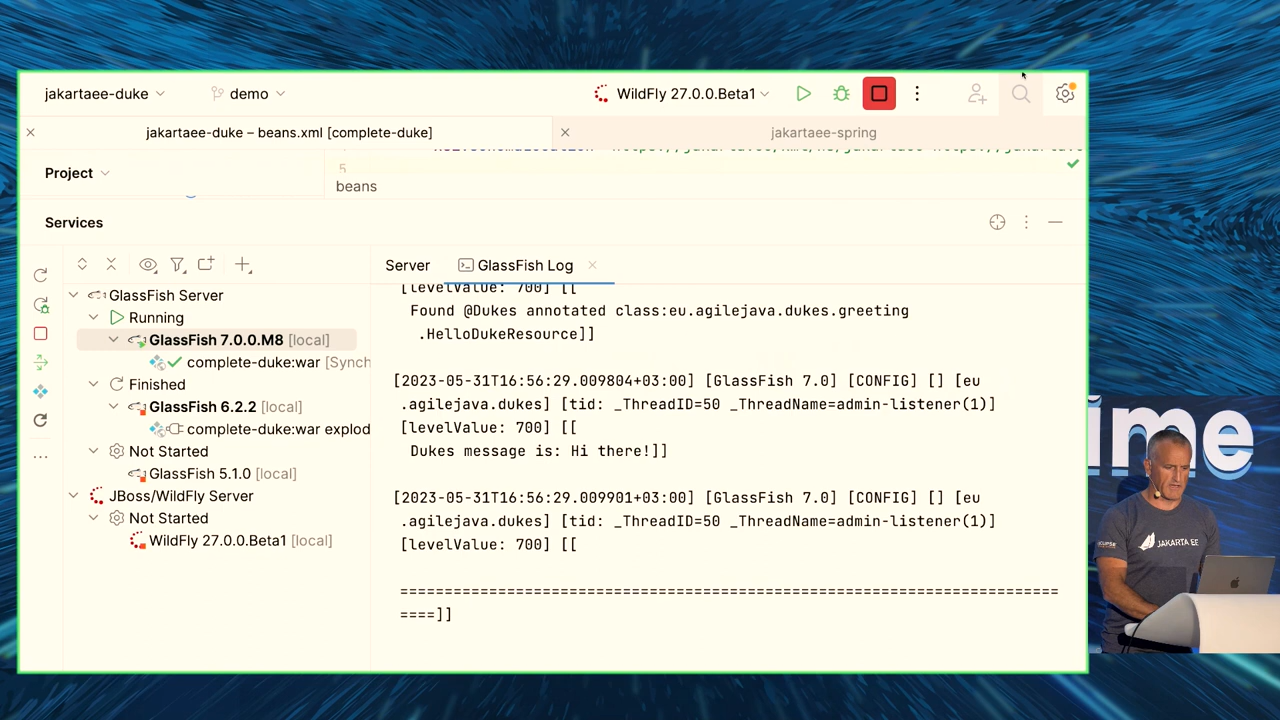 jakartaee-duke
demo
WildFly 27.0.0.Beta1
jakartaee-duke – beans.xml [complete-duke]
jakartaee-spring
Project
5
beans
Services
Server
GlassFish Log
GlassFish Server
Running
GlassFish 7.0.0.M8 [local]
complete-duke:war [Synch
Finished
GlassFish 6.2.2 [local]
complete-duke:war explod
Not Started
GlassFish 5.1.0 [local]
JBoss/WildFly Server
Not Started
WildFly 27.0.0.Beta1 [local]
[levelValue: 700] [[
Found @Dukes annotated class:eu.agilejava.dukes.greeting
.HelloDukeResource]]
[2023-05-31T16:56:29.009804+03:00] [GlassFish 7.0] [CONFIG] [] [eu
.agilejava.dukes] [tid: _ThreadID=50 _ThreadName=admin-listener(1)]
[levelValue: 700] [[
Dukes message is: Hi there!]]
[2023-05-31T16:56:29.009901+03:00] [GlassFish 7.0] [CONFIG] [] [eu
.agilejava.dukes] [tid: _ThreadID=50 _ThreadName=admin-listener(1)]
[levelValue: 700] [[
===========================================================================
====]]
ime
JAKARTA EE